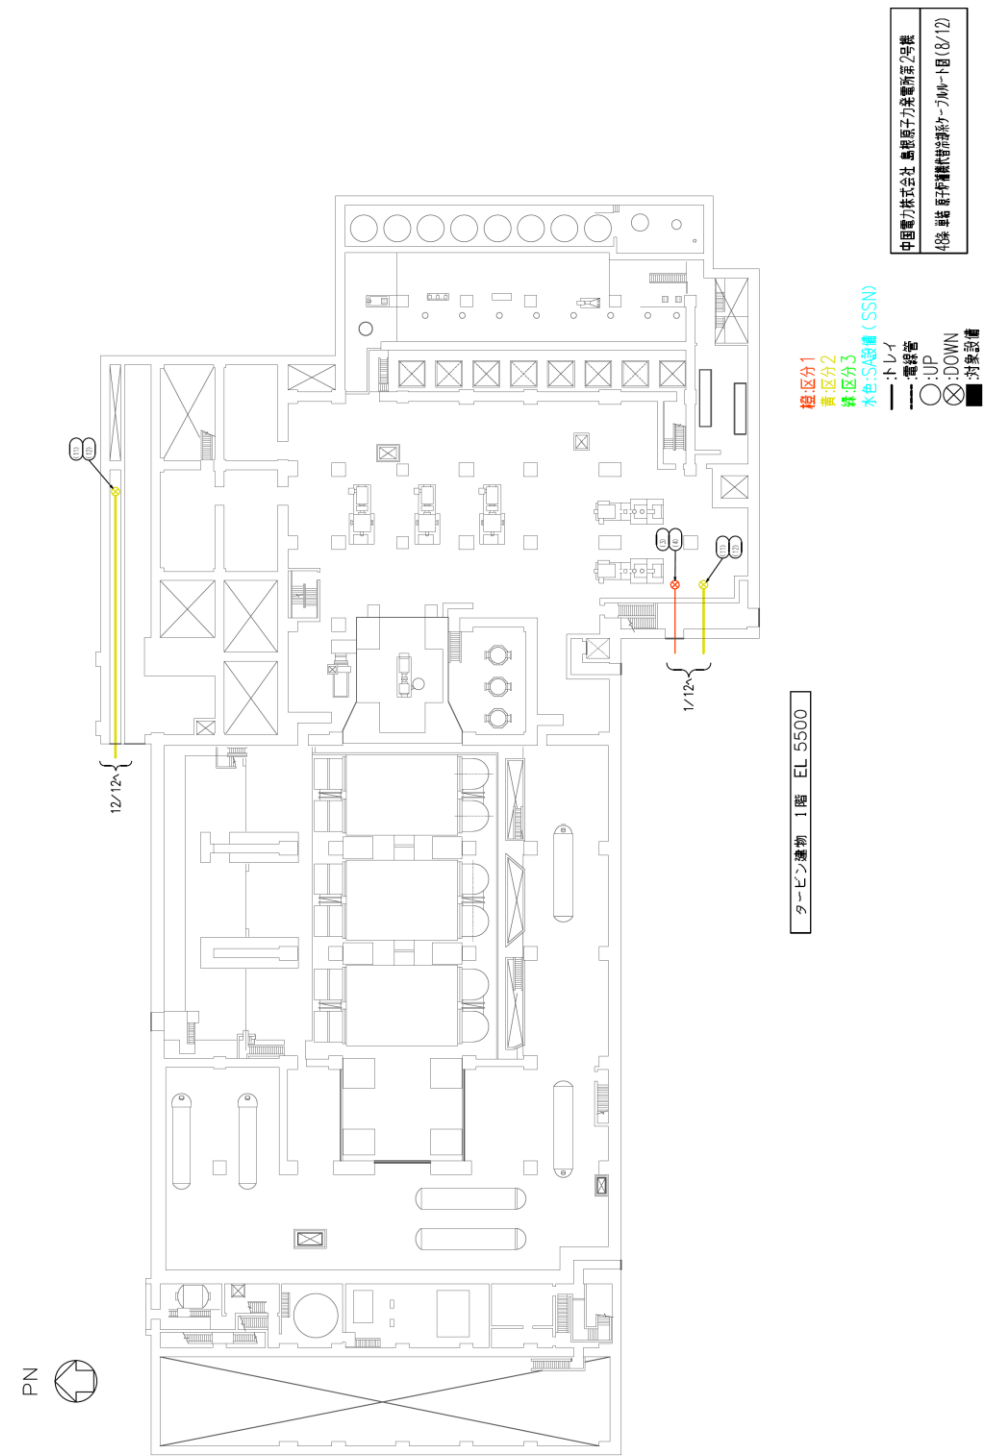 中国電力株式会社 島根原子力発電所第2号機
48条 単結 原子炉補機代替冷却系ケーブルルート図(8/12)
橙:区分1
黄:区分2
緑:区分3
水色:SA設備(SSN)
:トレイ
:電線管
:UP
:DOWN
:対象設備
タービン建物 1階 EL 5500
1/12へ
12/12へ
PN